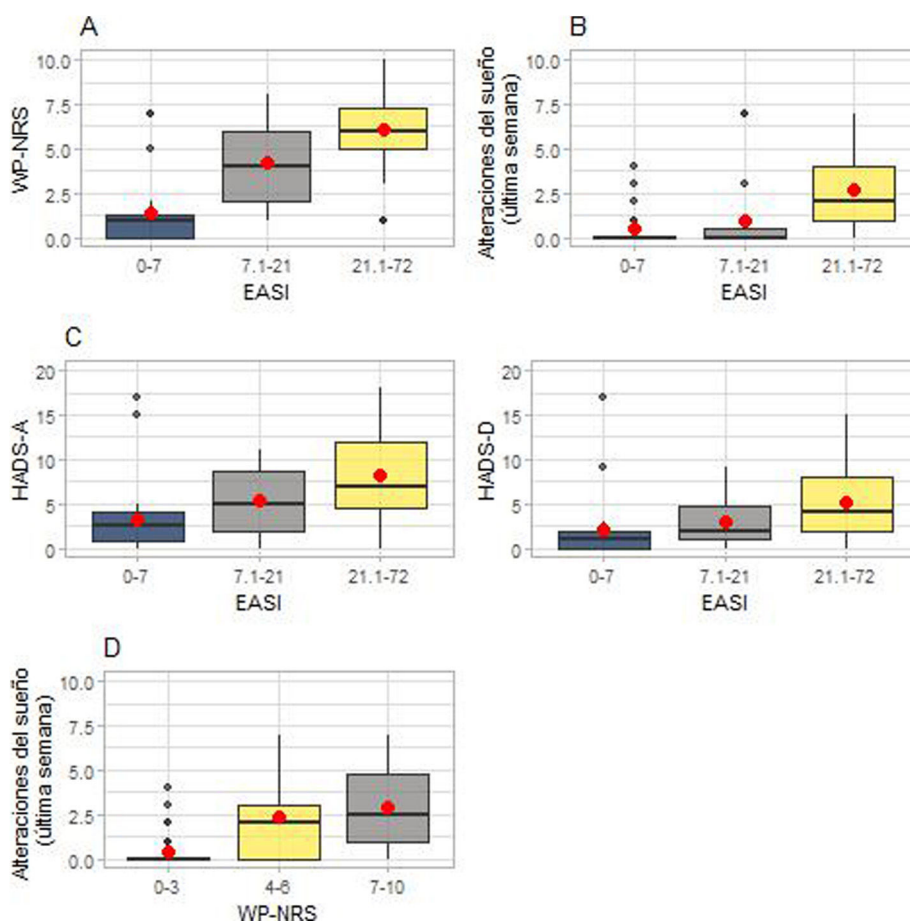 A
WP-NRS
10.0
7.5
5.0
2.5
0.0
0-7 7.1-21 21.1-72
EASI
B
Alteraciones del sueño
(última semana)
10.0
7.5
5.0
2.5
0.0
0-7 7.1-21 21.1-72
EASI
C
HADS-A
20
15
10
5
0
0-7 7.1-21 21.1-72
EASI
HADS-D
20
15
10
5
0
0-7 7.1-21 21.1-72
EASI
D
Alteraciones del sueño
(última semana)
10.0
7.5
5.0
2.5
0.0
0-3 4-6 7-10
WP-NRS